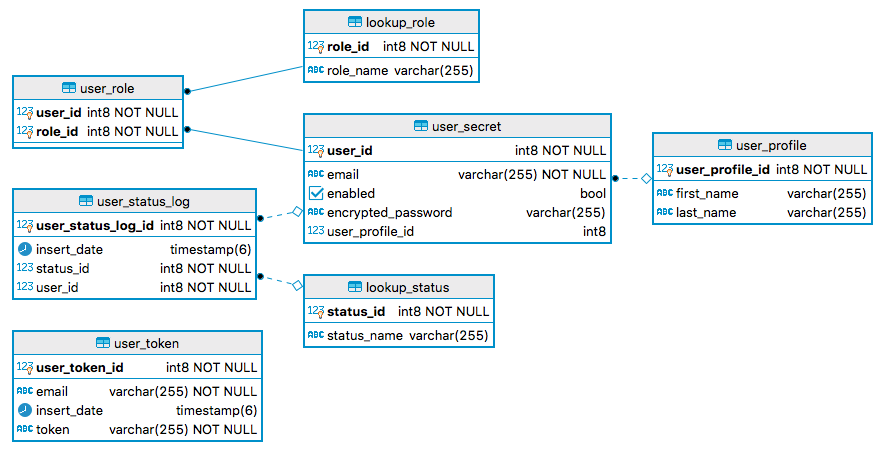 lookup_role
123 role_id int8 NOT NULL
ABC role_name varchar(255)
user_role
123 user_id int8 NOT NULL
123 role_id int8 NOT NULL
user_secret
123 user_id int8 NOT NULL
ABC email varchar(255) NOT NULL
enabled bool
ABC encrypted_password varchar(255)
123 user_profile_id int8
user_profile
123 user_profile_id int8 NOT NULL
ABC first_name varchar(255)
ABC last_name varchar(255)
user_status_log
123 user_status_log_id int8 NOT NULL
insert_date timestamp(6)
123 status_id int8 NOT NULL
123 user_id int8 NOT NULL
lookup_status
123 status_id int8 NOT NULL
ABC status_name varchar(255)
user_token
123 user_token_id int8 NOT NULL
ABC email varchar(255) NOT NULL
insert_date timestamp(6)
ABC token varchar(255) NOT NULL